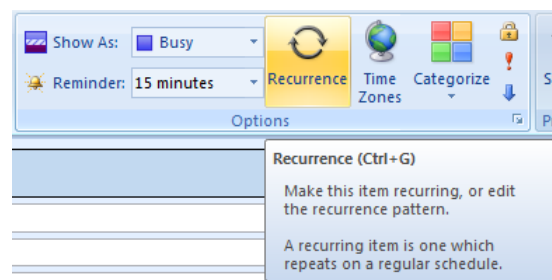 Show As: Busy
Reminder: 15 minutes
Recurrence
Time Zones
Categorize
Options
Recurrence (Ctrl+G)
Make this item recurring, or edit
the recurrence pattern.
A recurring item is one which
repeats on a regular schedule.